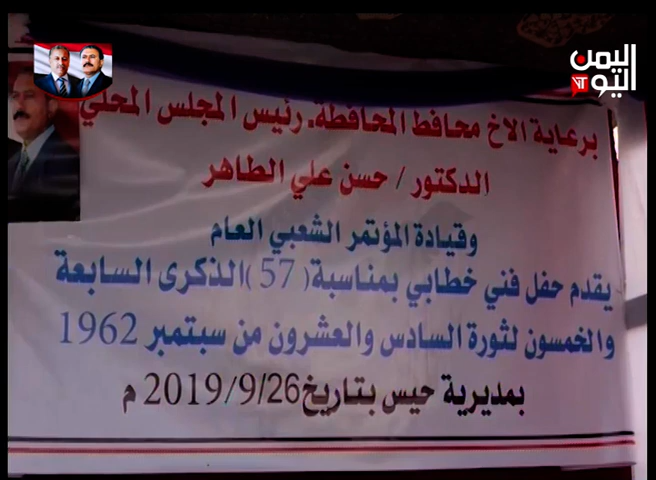 اليمن
اليوم
برعاية الاخ محافظ المحافظة. رئيس المجلس المحلي
الدكتور / حسن علي الطاهر
وقيادة المؤتمر الشعبي العام
يقدم حفل فني خطابي بمناسبة (57) الذكرى السابعة
والخمسون لثورة السادس والعشرون من سبتمبر 1962
بمديرية حيس بتاريخ 2019/9/26 م